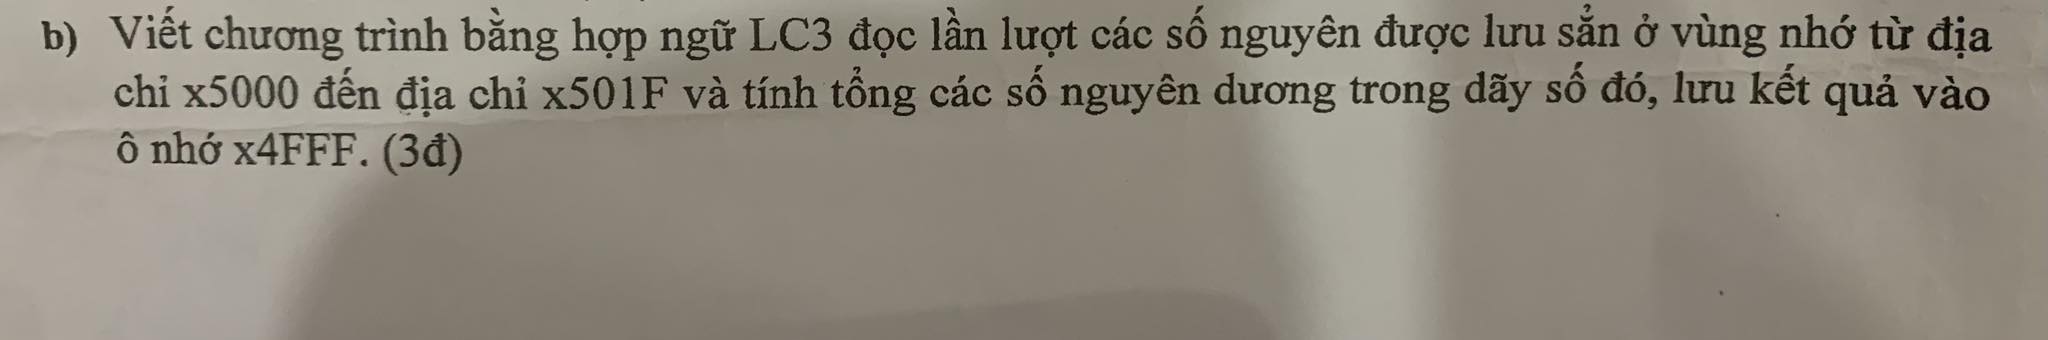 b) Viết chương trình bằng hợp ngữ LC3 đọc lần lượt các số nguyên được lưu sẵn ở vùng nhớ từ địa
chỉ x5000 đến địa chỉ x501F và tính tổng các số nguyên dương trong dãy số đó, lưu kết quả vào
ô nhớ x4FFF. (3đ)